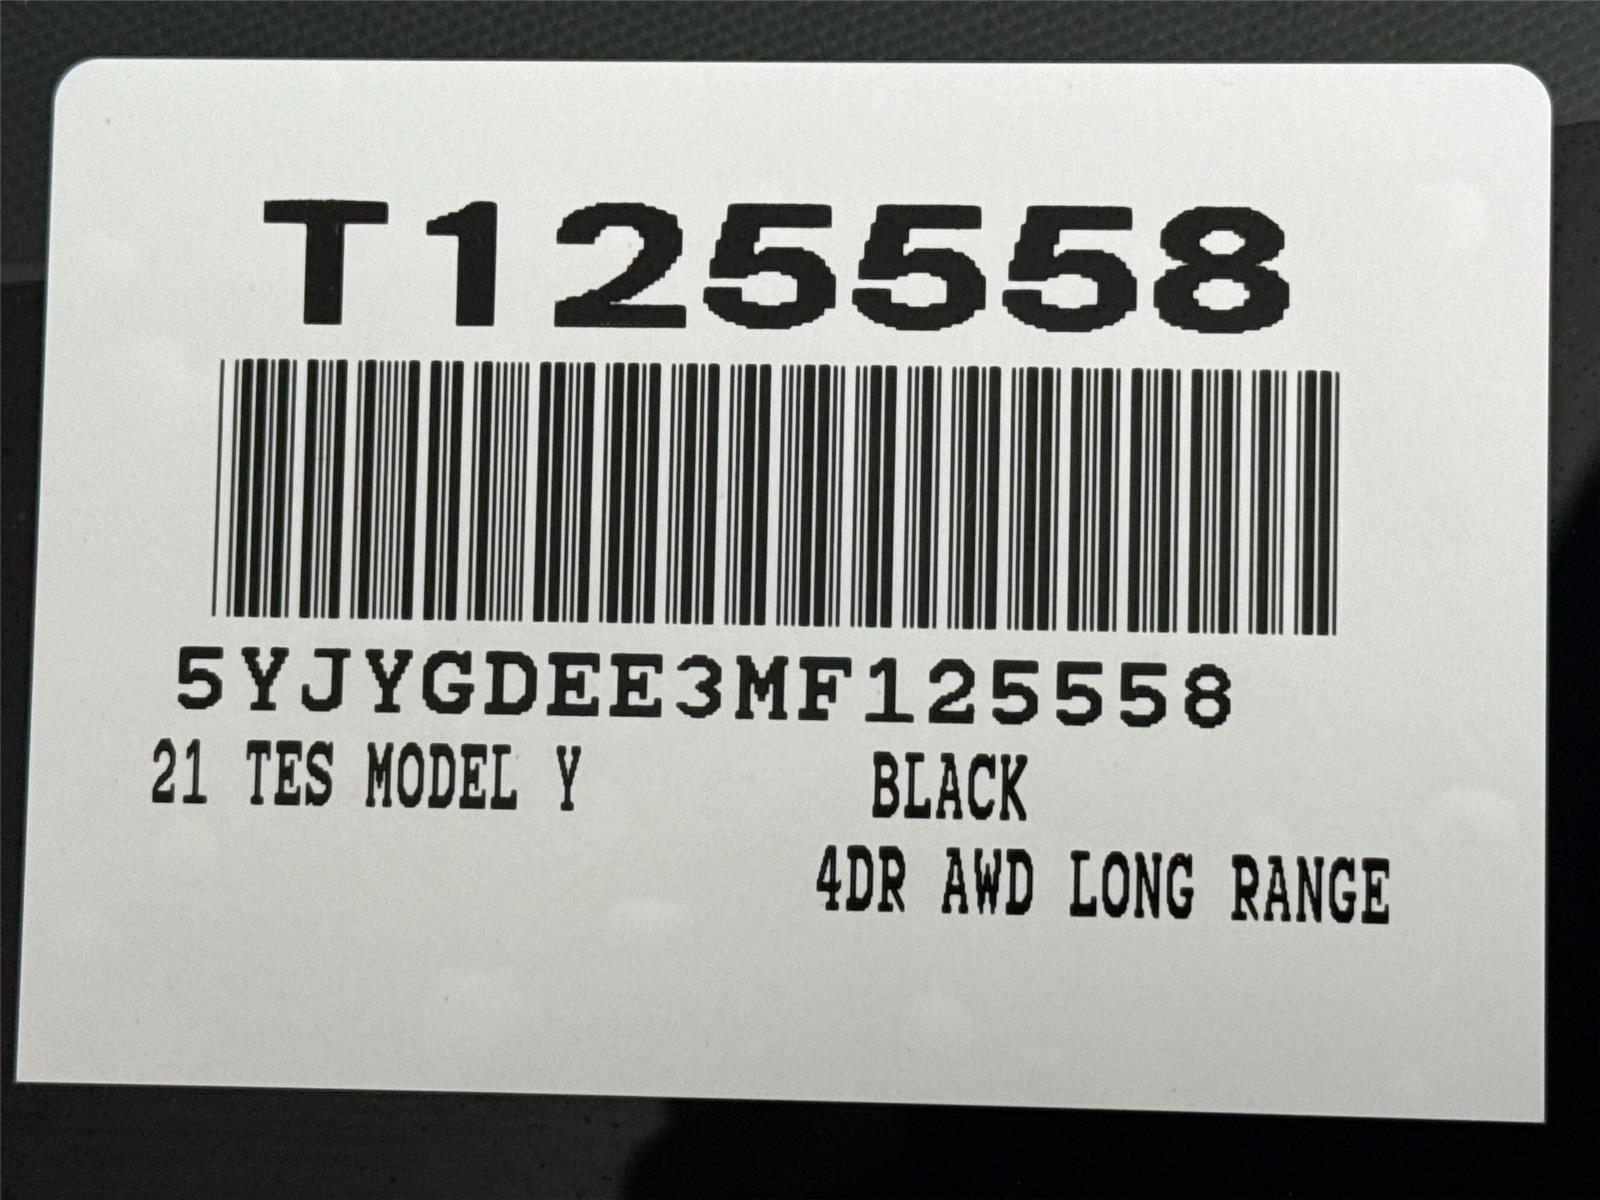 T125558
5YJYGDEE3MF125558
21 TES MODEL Y BLACK
4DR AWD LONG RANGE